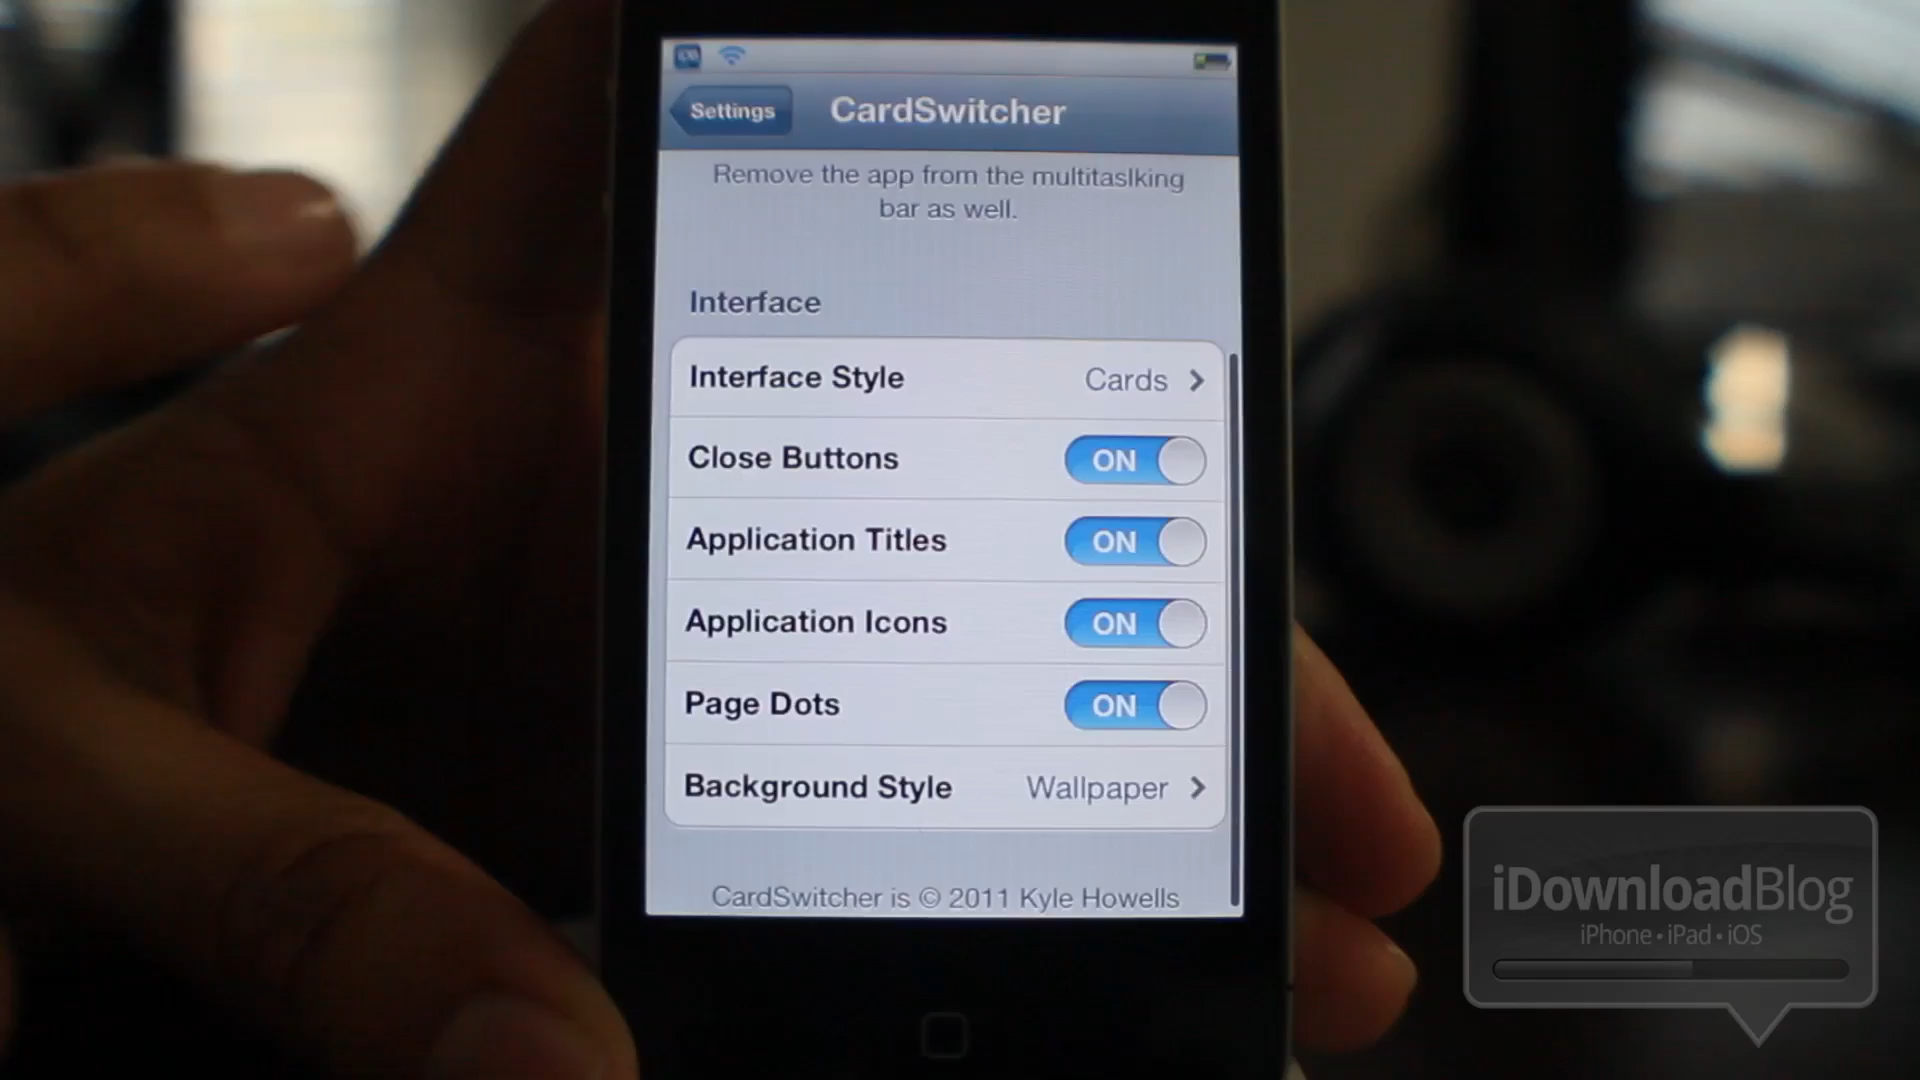 Settings
CardSwitcher
Remove the app from the multitaslking
bar as well.
Interface
Interface Style Cards
Close Buttons ON
Application Titles ON
Application Icons ON
Page Dots ON
Background Style Wallpaper
CardSwitcher is © 2011 Kyle Howells
iDownloadBlog
iPhone • iPad • iOS